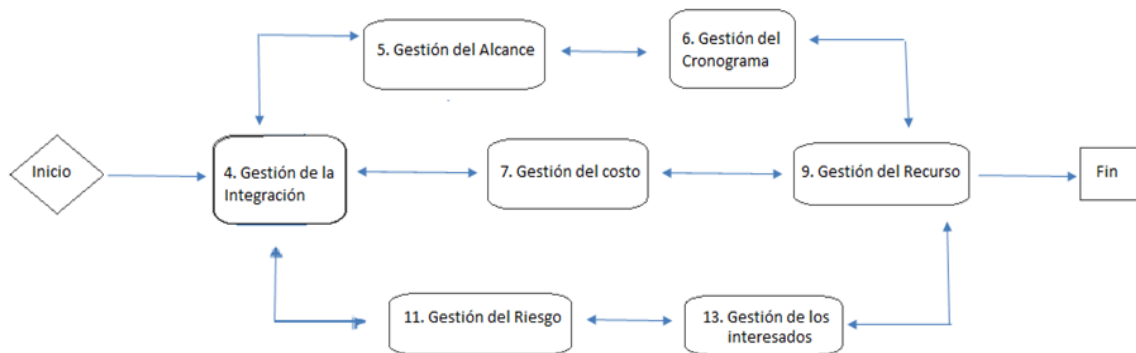 5. Gestión del Alcance
6. Gestión del
Cronograma
Inicio
4. Gestión de la
Integración
7. Gestión del costo
9. Gestión del Recurso
Fin
11. Gestión del Riesgo
13. Gestión de los
interesados